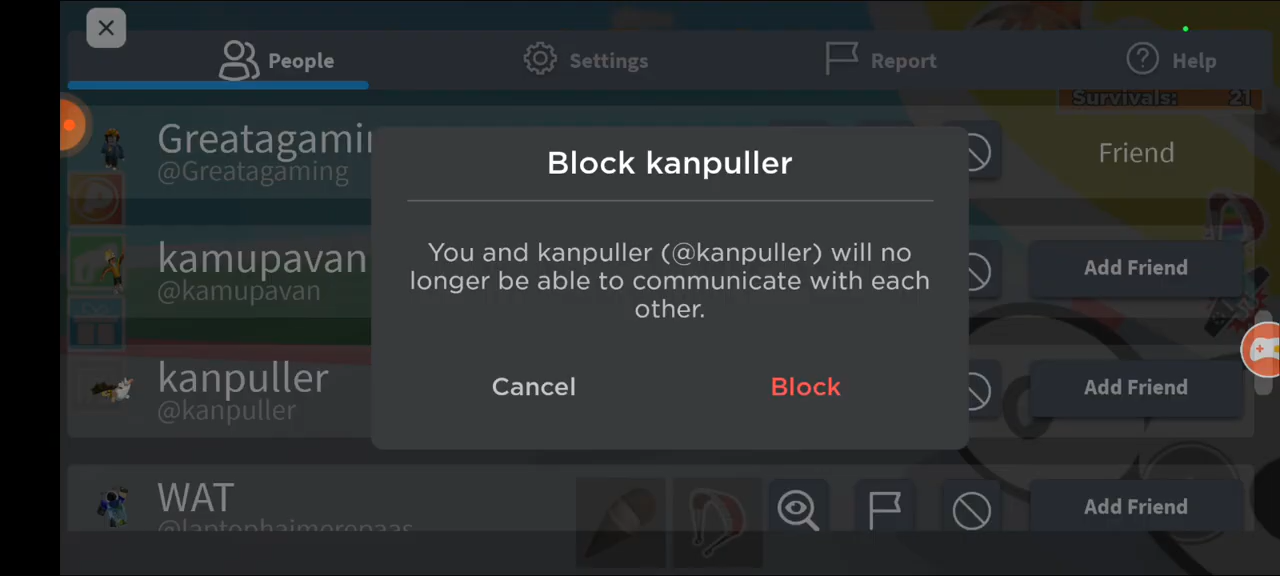 People
Settings
Report
Help
Survivals: 21
Greatagamin
@Greatagaming
Friend
Block kanpuller
You and kanpuller (@kanpuller) will no
longer be able to communicate with each
other.
Cancel
Block
kamupavan
@kamupavan
Add Friend
kanpuller
@kanpuller
Add Friend
WAT
@laptophaimerepaas
Add Friend